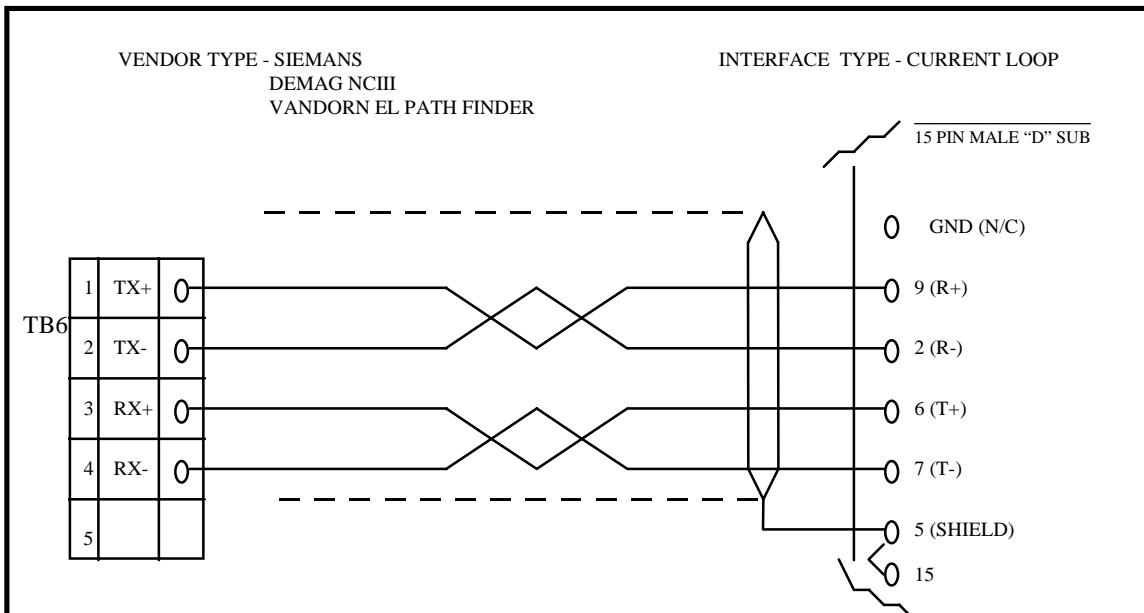 VENDOR TYPE - SIEMANS
DEMAG NCIII
VANDORN EL PATH FINDER
INTERFACE TYPE - CURRENT LOOP
15 PIN MALE “D” SUB
GND (N/C)
TB6
1 TX+
9 (R+)
2 TX-
2 (R-)
3 RX+
6 (T+)
4 RX-
7 (T-)
5
5 (SHIELD)
15